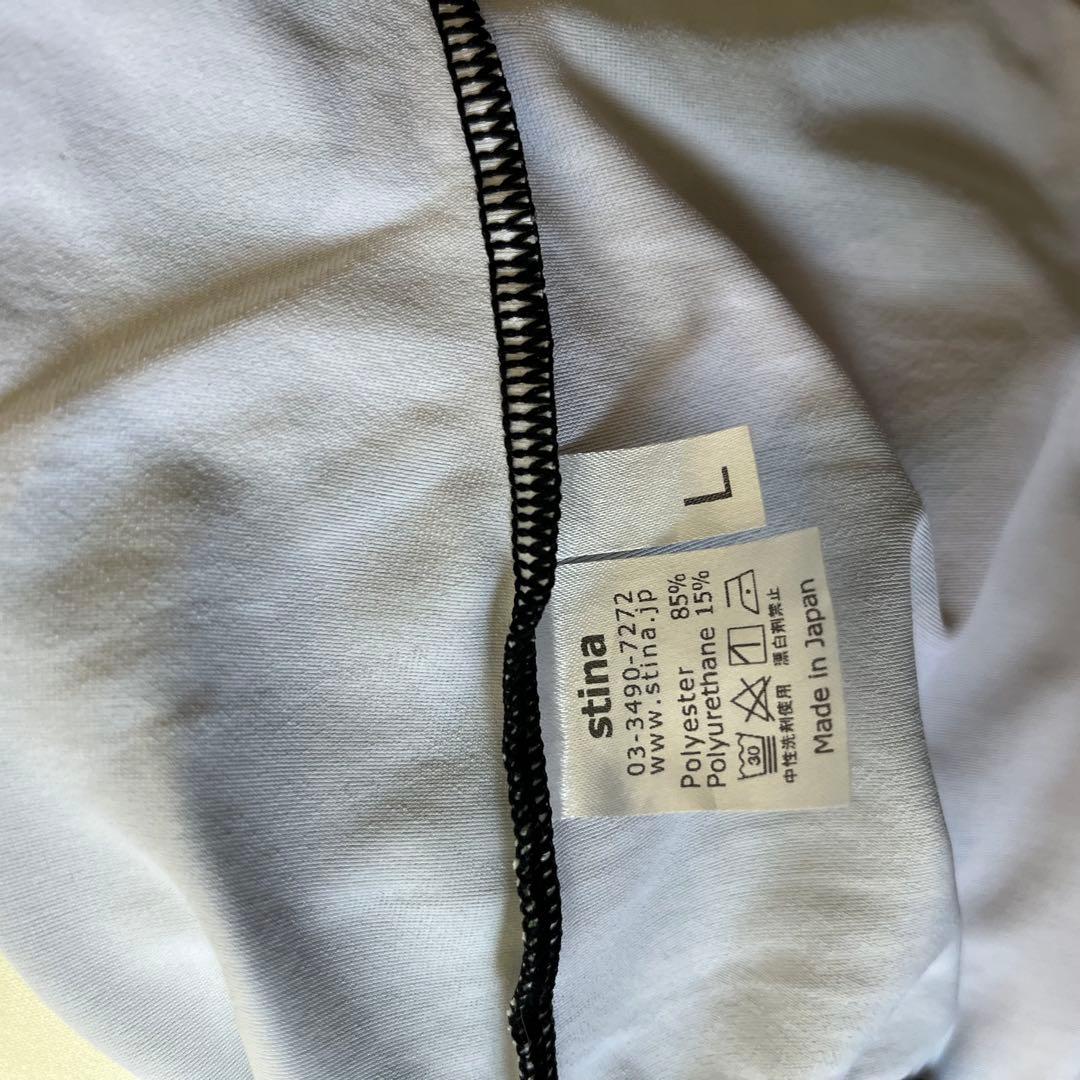 L
stina
03-3490-7272
www.stina.jp
Polyester 85%
Polyurethane 15%
30
中性洗剤使用 漂白剤禁止
Made in Japan